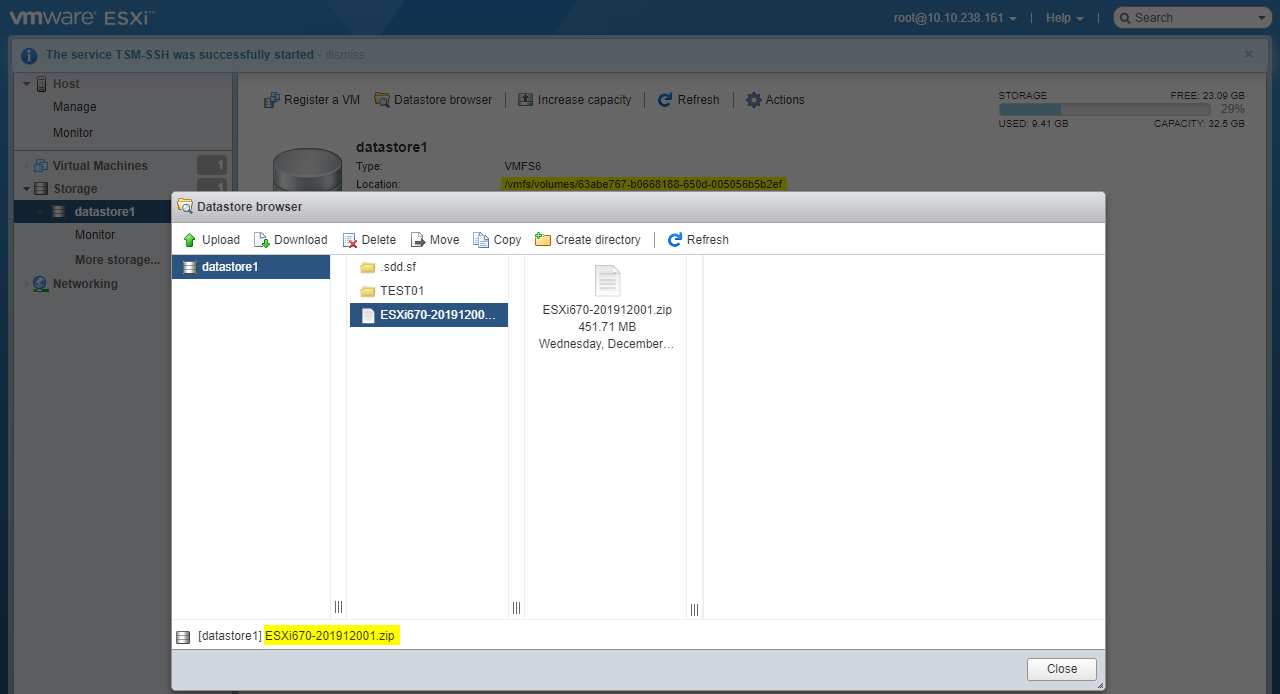 vmware ESXi™
root@10.10.238.161 | Help | Search
The service TSM-SSH was successfully started - dismiss
Host
Manage
Monitor
Virtual Machines 1
Storage 1
datastore1
Monitor
More storage...
Networking
Register a VM Datastore browser Increase capacity Refresh Actions
STORAGE FREE: 23.09 GB
29%
USED: 9.41 GB CAPACITY: 32.5 GB
datastore1
Type: VMFS6
Location: /vmfs/volumes/63abe767-b0668188-650d-005056b5b2ef
Datastore browser
Upload Download Delete Move Copy Create directory Refresh
datastore1
.sdd.sf
TEST01
ESXi670-20191200...
ESXi670-201912001.zip
451.71 MB
Wednesday, December...
[datastore1] ESXi670-201912001.zip
Close